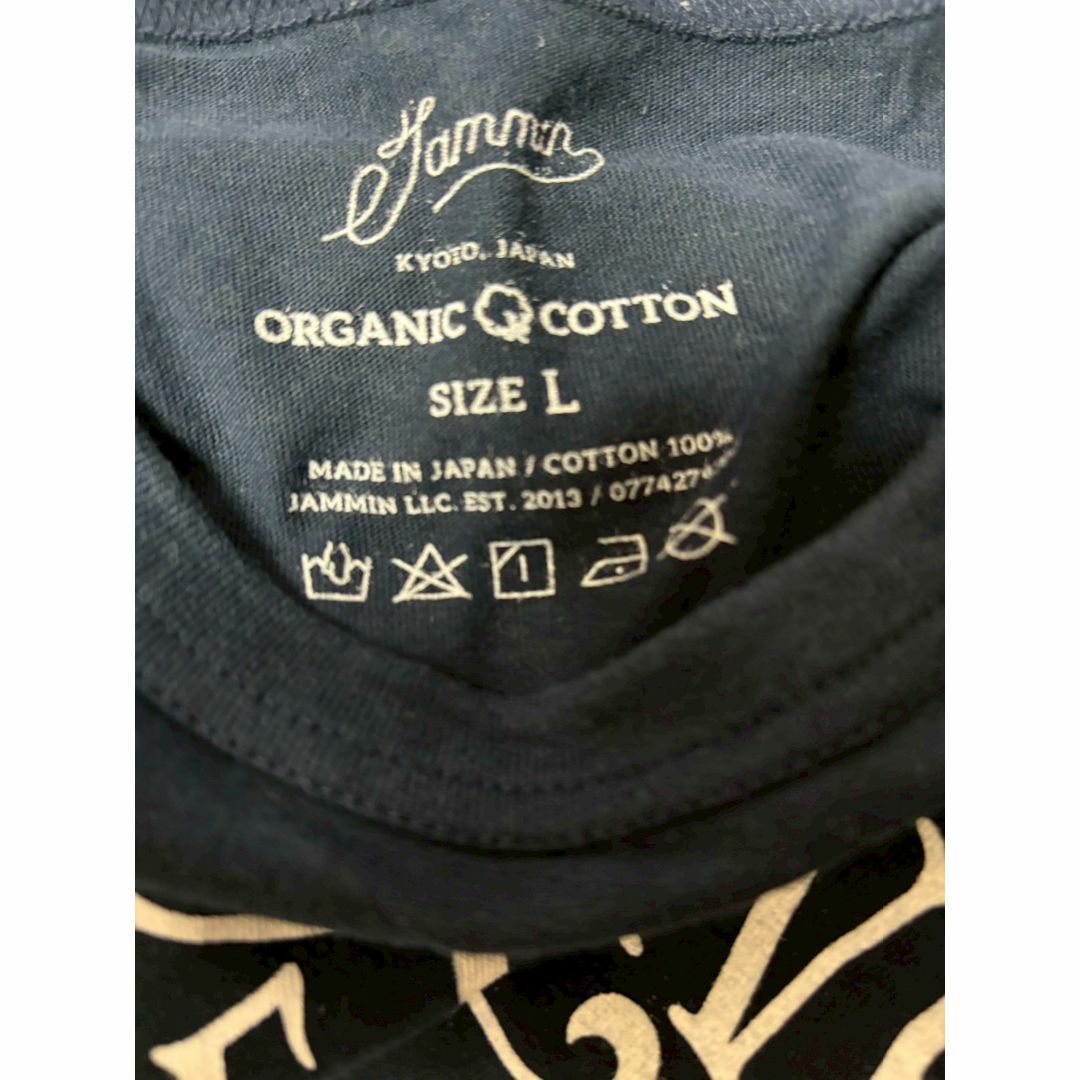 Jammin
KYOTO, JAPAN
ORGANIC COTTON
SIZE L
MADE IN JAPAN / COTTON 100%
JAMMIN LLC. EST. 2013 /